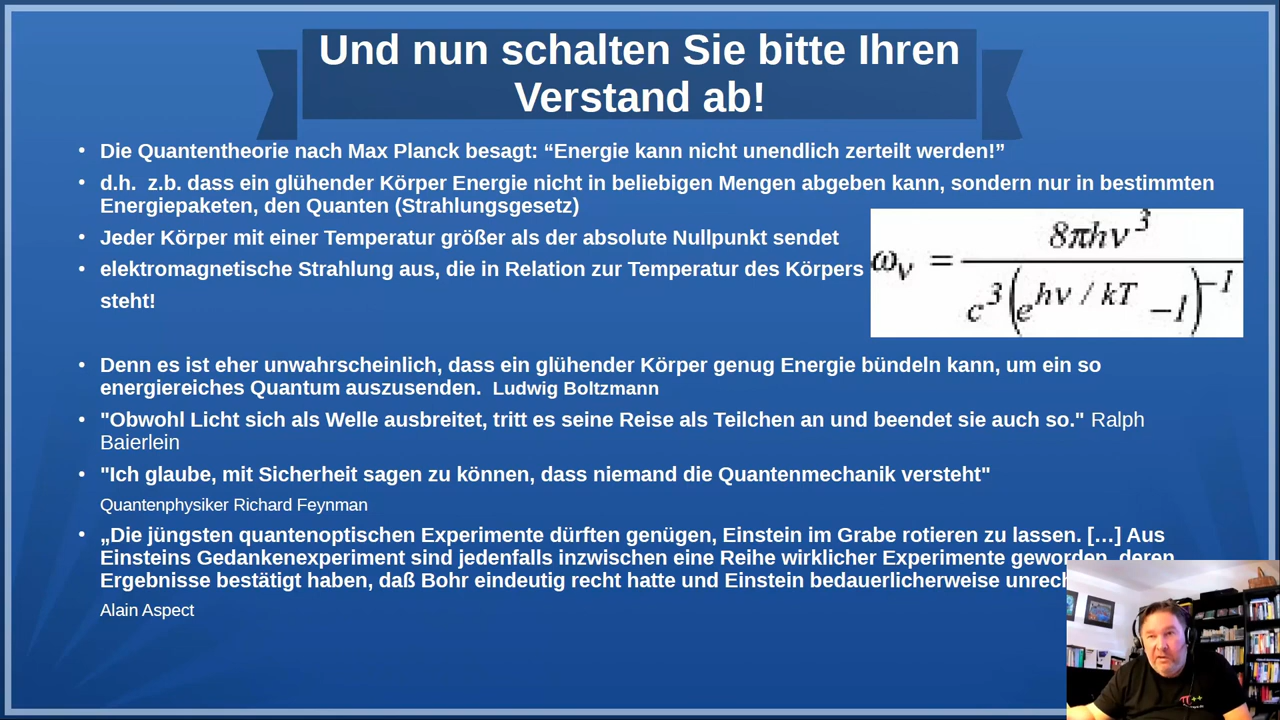 Und nun schalten Sie bitte Ihren
Verstand ab!
• Die Quantentheorie nach Max Planck besagt: “Energie kann nicht unendlich zerteilt werden!”
• d.h.  z.b. dass ein glühender Körper Energie nicht in beliebigen Mengen abgeben kann, sondern nur in bestimmten
Energiepaketen, den Quanten (Strahlungsgesetz)
• Jeder Körper mit einer Temperatur größer als der absolute Nullpunkt sendet
• elektromagnetische Strahlung aus, die in Relation zur Temperatur des Körpers
steht!
ω_ν = 8πhν^3 / c^3(e^{hν / kT} −1)^{−1}
• Denn es ist eher unwahrscheinlich, dass ein glühender Körper genug Energie bündeln kann, um ein so
energiereiches Quantum auszusenden.  Ludwig Boltzmann
• "Obwohl Licht sich als Welle ausbreitet, tritt es seine Reise als Teilchen an und beendet sie auch so." Ralph
Baierlein
• "Ich glaube, mit Sicherheit sagen zu können, dass niemand die Quantenmechanik versteht"
Quantenphysiker Richard Feynman
• „Die jüngsten quantenoptischen Experimente dürften genügen, Einstein im Grabe rotieren zu lassen. […] Aus
Einsteins Gedankenexperiment sind jedenfalls inzwischen eine Reihe wirklicher Experimente geworden, deren
Ergebnisse bestätigt haben, daß Bohr eindeutig recht hatte und Einstein bedauerlicherweise
Alain Aspect